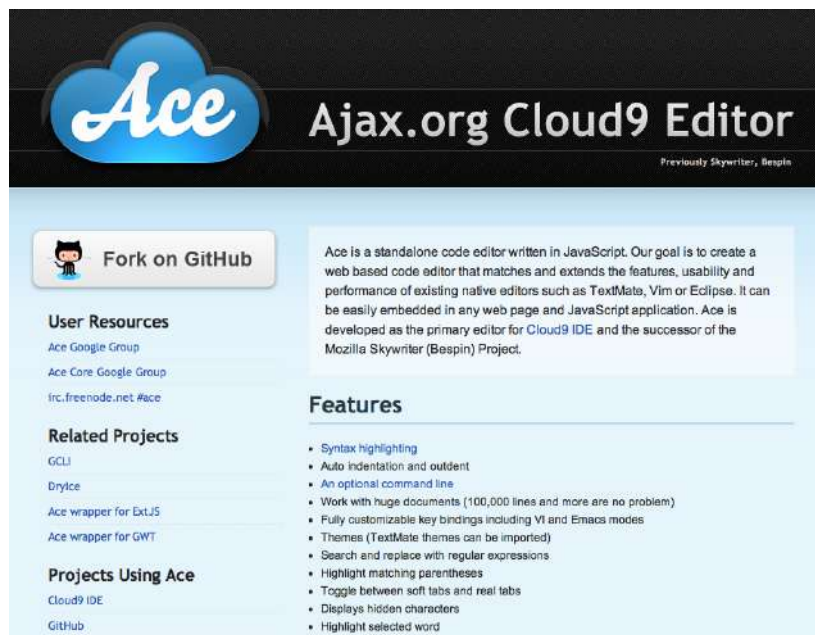 Ace
Ajax.org Cloud9 Editor
Previously Skywriter, Bespin
Fork on GitHub
User Resources
Ace Google Group
Ace Core Google Group
irc.freenode.net #ace
Related Projects
GCLI
DryIce
Ace wrapper for ExtJS
Ace wrapper for GWT
Projects Using Ace
Cloud9 IDE
GitHub
Ace is a standalone code editor written in JavaScript. Our goal is to create a
web based code editor that matches and extends the features, usability and
performance of existing native editors such as TextMate, Vim or Eclipse. It can
be easily embedded in any web page and JavaScript application. Ace is
developed as the primary editor for Cloud9 IDE and the successor of the
Mozilla Skywriter (Bespin) Project.
Features
• Syntax highlighting
• Auto indentation and outdent
• An optional command line
• Work with huge documents (100,000 lines and more are no problem)
• Fully customizable key bindings including VI and Emacs modes
• Themes (TextMate themes can be imported)
• Search and replace with regular expressions
• Highlight matching parentheses
• Toggle between soft tabs and real tabs
• Displays hidden characters
• Highlight selected word